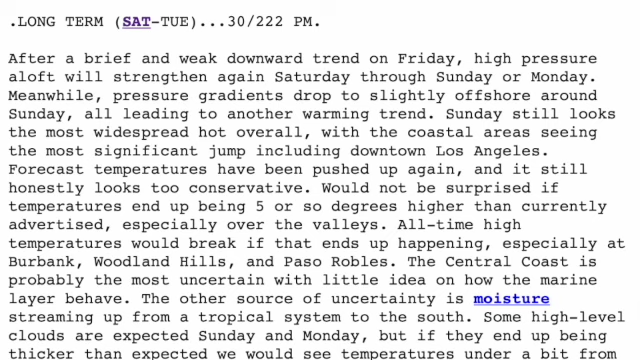 .LONG TERM (SAT-TUE)...30/222 PM.
After a brief and weak downward trend on Friday, high pressure
aloft will strengthen again Saturday through Sunday or Monday.
Meanwhile, pressure gradients drop to slightly offshore around
Sunday, all leading to another warming trend. Sunday still looks
the most widespread hot overall, with the coastal areas seeing
the most significant jump including downtown Los Angeles.
Forecast temperatures have been pushed up again, and it still
honestly looks too conservative. Would not be surprised if
temperatures end up being 5 or so degrees higher than currently
advertised, especially over the valleys. All-time high
temperatures would break if that ends up happening, especially at
Burbank, Woodland Hills, and Paso Robles. The Central Coast is
probably the most uncertain with little idea on how the marine
layer behave. The other source of uncertainty is moisture
streaming up from a tropical system to the south. Some high-level
clouds are expected Sunday and Monday, but if they end up being
thicker than expected we would see temperatures under a bit from